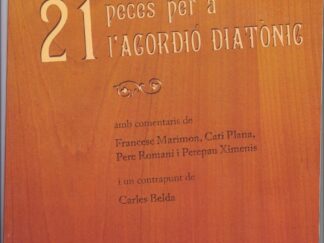 21 peces per a
l'acordió diatònic
amb comentaris de
Francesc Marimon, Cati Plana,
Pere Romaní i Perepau Ximenis
i un contrapunt de
Carles Belda